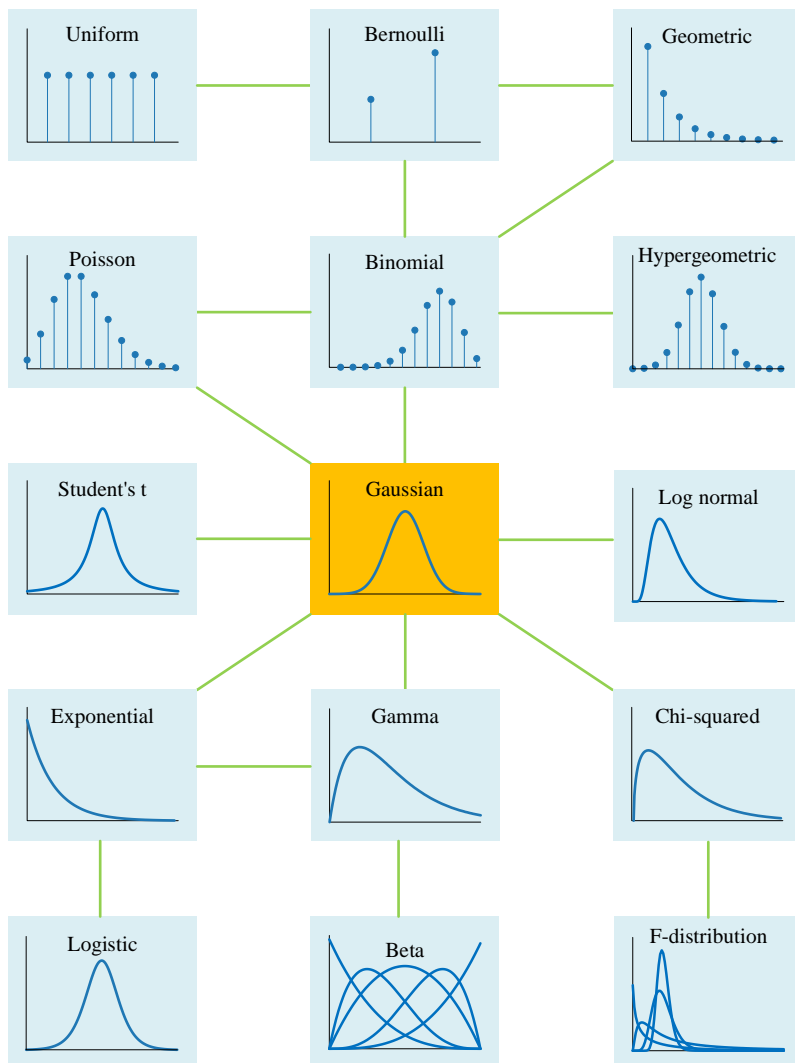 Uniform
Bernoulli
Geometric
Poisson
Binomial
Hypergeometric
Student's t
Gaussian
Log normal
Exponential
Gamma
Chi-squared
Logistic
Beta
F-distribution